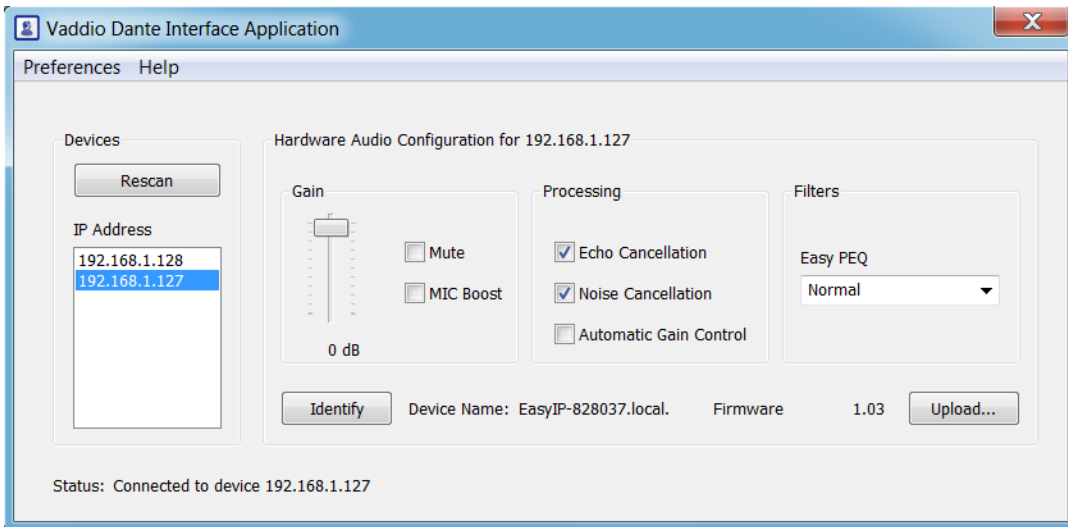 Vaddio Dante Interface Application
X
Preferences Help
Devices
Rescan
IP Address
192.168.1.128
192.168.1.127
Hardware Audio Configuration for 192.168.1.127
Gain
Mute
MIC Boost
0 dB
Processing
Echo Cancellation
Noise Cancellation
Automatic Gain Control
Filters
Easy PEQ
Normal
Identify Device Name: EasyIP-828037.local. Firmware 1.03 Upload...
Status: Connected to device 192.168.1.127